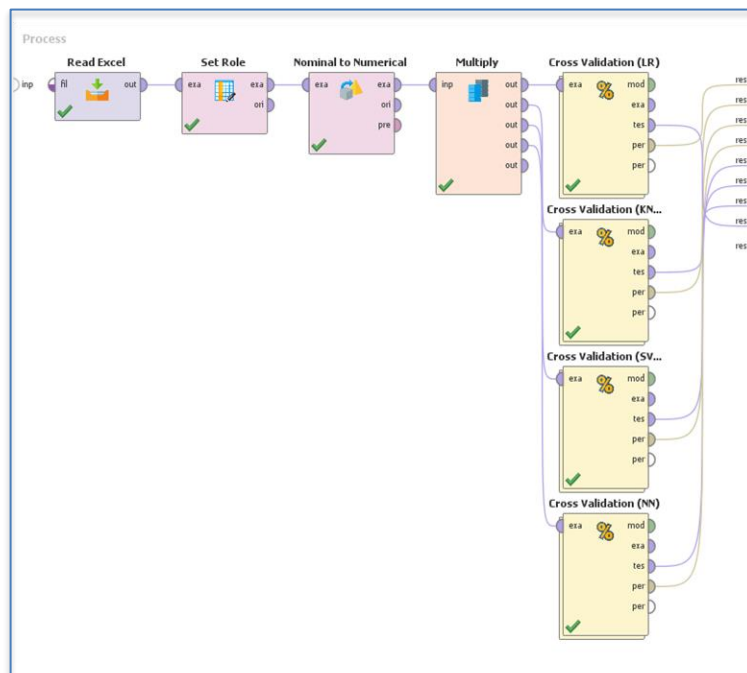 Process
Read Excel
inp
fil
out
Set Role
exa
exa
ori
Nominal to Numerical
exa
exa
ori
pre
Multiply
inp
out
out
out
out
out
Cross Validation (LR)
exa
mod
exa
tes
per
per
Cross Validation (KN...
exa
mod
exa
tes
per
per
Cross Validation (SV...
exa
mod
exa
tes
per
per
Cross Validation (NN)
exa
mod
exa
tes
per
per
res
res
res
res
res
res
res
res